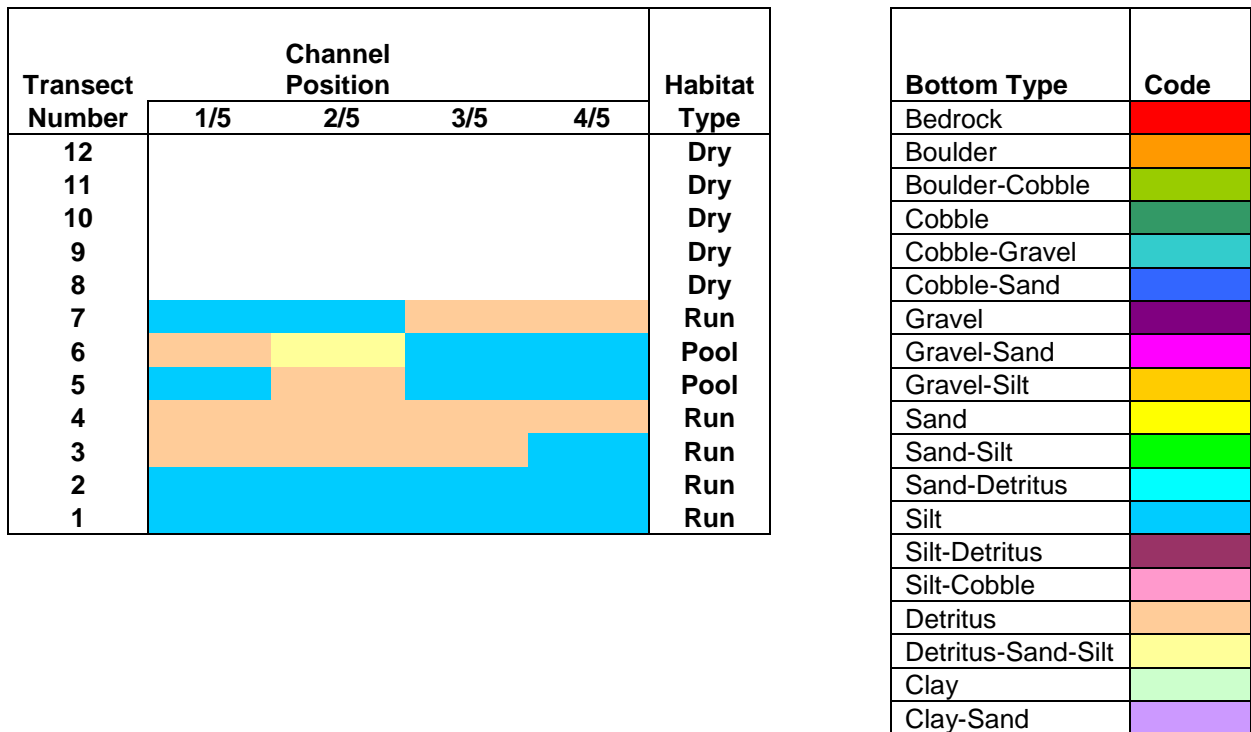 Channel
Transect Position Habitat
Number 1/5 2/5 3/5 4/5 Type
12 Dry
11 Dry
10 Dry
9 Dry
8 Dry
7 Run
6 Pool
5 Pool
4 Run
3 Run
2 Run
1 Run
Bottom Type Code
Bedrock
Boulder
Boulder-Cobble
Cobble
Cobble-Gravel
Cobble-Sand
Gravel
Gravel-Sand
Gravel-Silt
Sand
Sand-Silt
Sand-Detritus
Silt
Silt-Detritus
Silt-Cobble
Detritus
Detritus-Sand-Silt
Clay
Clay-Sand